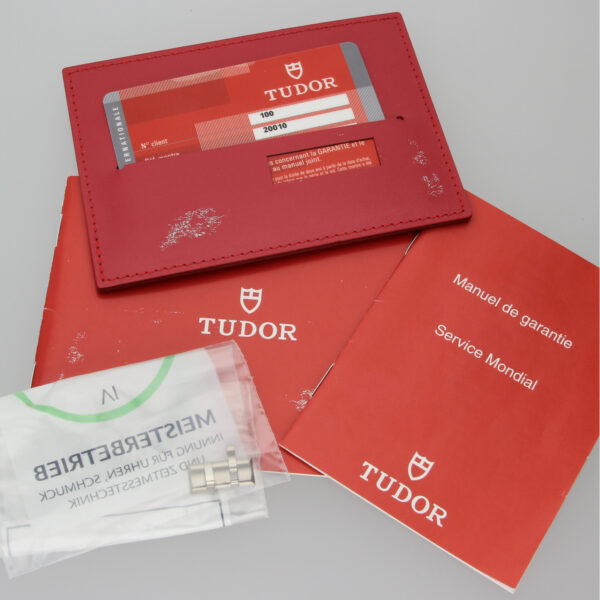 TUDOR
ERNATIONALE
100
20010
N° client
s concernant la GARANTIE et le
au manuel joint.
TUDOR
Manuel de garantie
Service Mondial
TUDOR
MEISTERBETRIEB
INNUNG FÜR UHREN, SCHMUCK
UND ZEITMESSTECHNIK